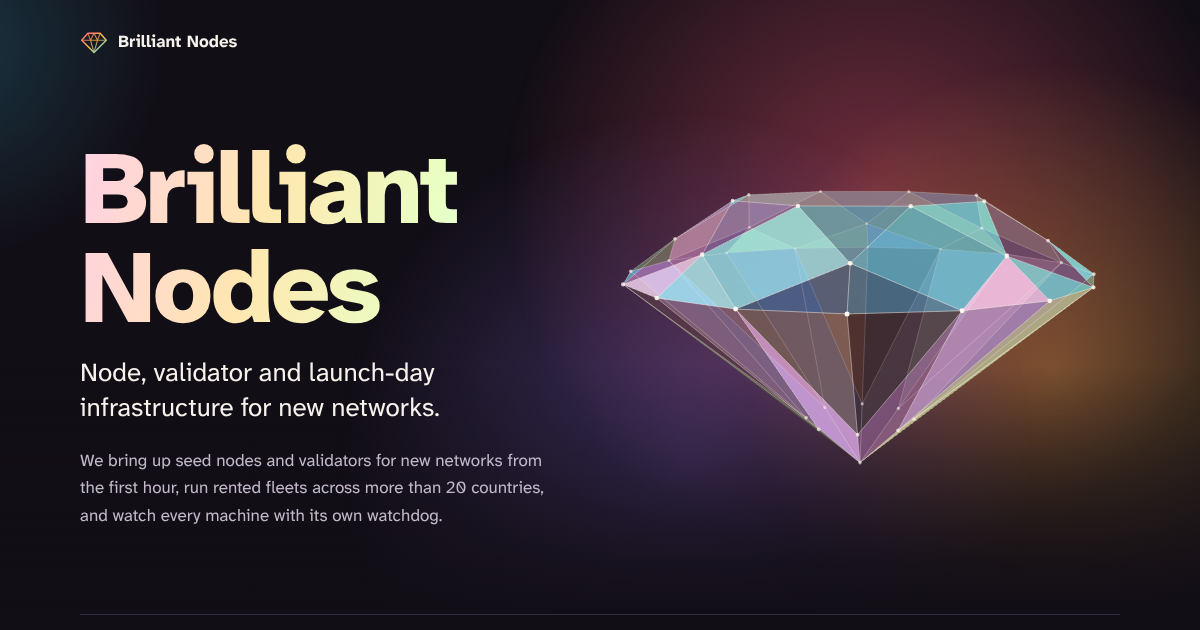 Brilliant Nodes
Brilliant
Nodes
Node, validator and launch-day
infrastructure for new networks.
We bring up seed nodes and validators for new networks from
the first hour, run rented fleets across more than 20 countries,
and watch every machine with its own watchdog.